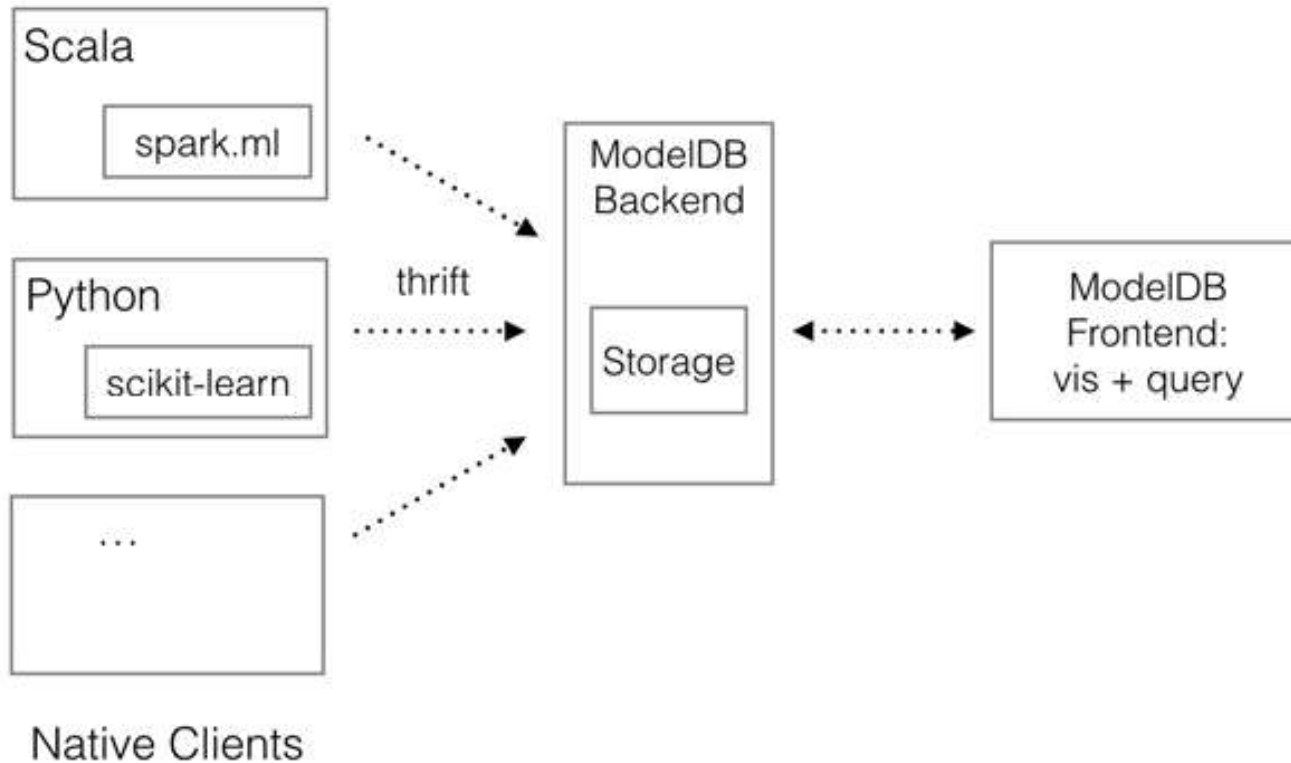 Scala
spark.ml
Python
scikit-learn
...
Native Clients
thrift
ModelDB
Backend
Storage
ModelDB
Frontend:
vis + query